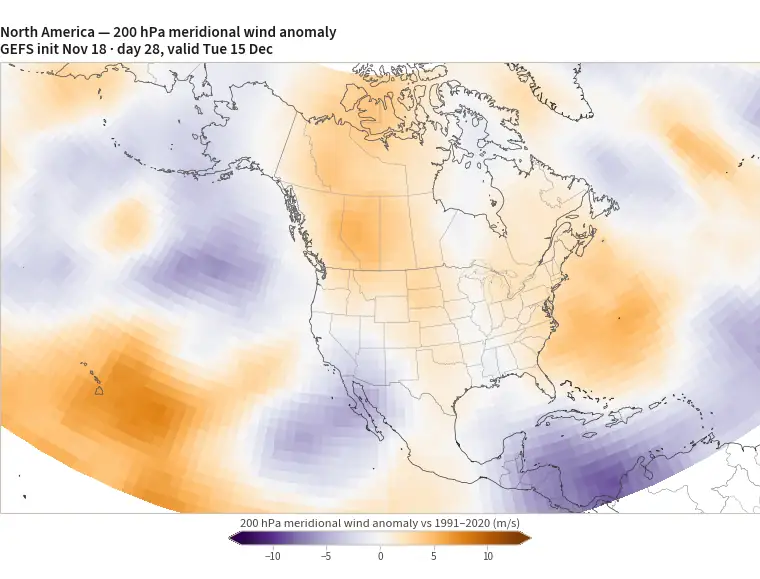 North America — 200 hPa meridional wind anomaly
GEFS init Nov 18 · day 28, valid Tue 15 Dec
200 hPa meridional wind anomaly vs 1991–2020 (m/s)
−10 −5 0 5 10